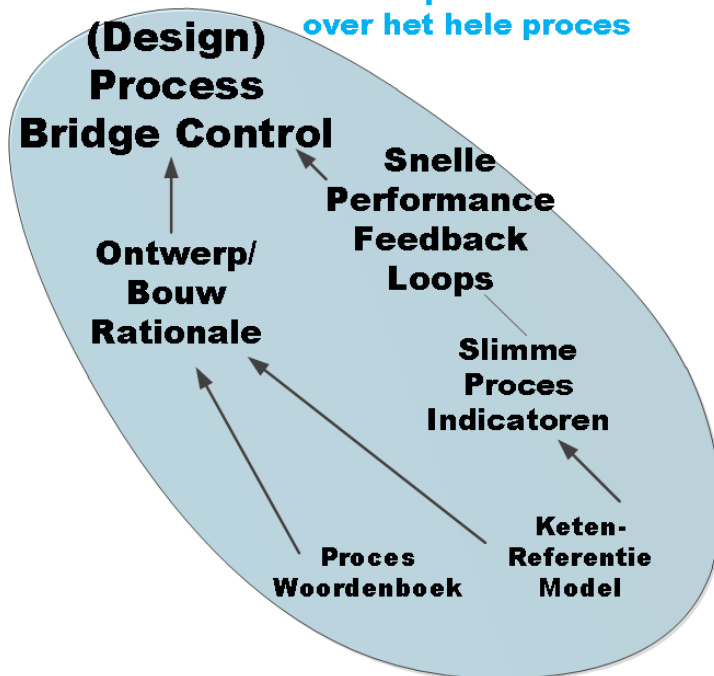 over het hele proces
(Design)
Process
Bridge Control
Snelle
Performance
Feedback
Loops
Ontwerp/
Bouw
Rationale
Slimme
Proces
Indicatoren
Keten-
Referentie
Model
Proces
Woordenboek